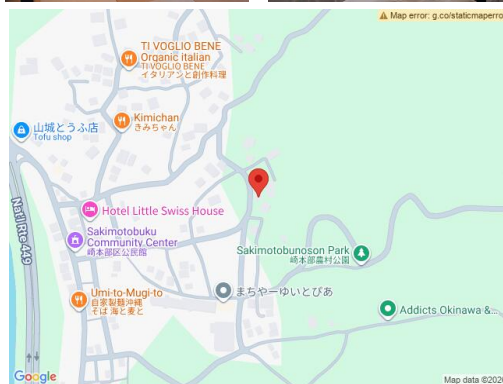 Map error: g.co/staticmaperro
TI VOGLIO BENE
Organic italian
TI VOGLIO BENE
イタリアンと創作料理
山城とうふ店
Tofu shop
Kimichan
きみちゃん
Hotel Little Swiss House
Nat'l Rte 449
Sakimotobuku
Community Center
崎本部区公民館
Sakimotobunoson Park
崎本部農村公園
Umi-to-Mugi-to
自家製麺沖縄
そば 海と麦と
まちやーゆいとぴあ
Addicts Okinawa &...
Google
Map data ©202